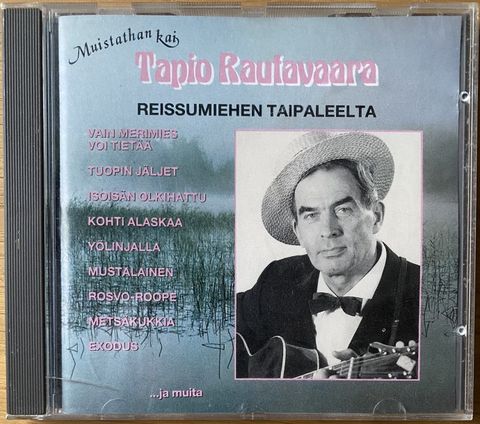 Muistathan kai
Tapio Rautavaara
REISSUMIEHEN TAIPALEELTA
VAIN MERIMIES
VOI TIETÄÄ
TUOPIN JÄLJET
ISOISÄN OLKIHATTU
KOHTI ALASKAA
YÖLINJALLA
MUSTALAINEN
ROSVO-ROOPE
METSÄKUKKIA
EXODUS
...ja muita